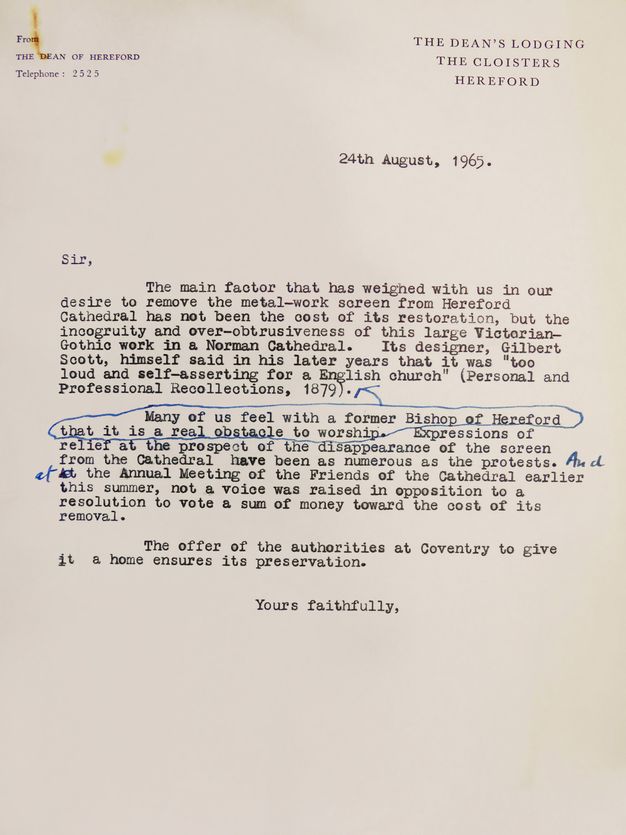 From
THE DEAN OF HEREFORD
Telephone : 2525
THE DEAN'S LODGING
THE CLOISTERS
HEREFORD
24th August, 1965.
Sir,
The main factor that has weighed with us in our
desire to remove the metal-work screen from Hereford
Cathedral has not been the cost of its restoration, but the
incogruity and over-obtrusiveness of this large Victorian-
Gothic work in a Norman Cathedral. Its designer, Gilbert
Scott, himself said in his later years that it was "too
loud and self-asserting for a English church" (Personal and
Professional Recollections, 1879).
Many of us feel with a former Bishop of Hereford
that it is a real obstacle to worship. Expressions of
relief at the prospect of the disappearance of the screen
from the Cathedral have been as numerous as the protests. And
at the Annual Meeting of the Friends of the Cathedral earlier
this summer, not a voice was raised in opposition to a
resolution to vote a sum of money toward the cost of its
removal.
The offer of the authorities at Coventry to give
it a home ensures its preservation.
Yours faithfully,